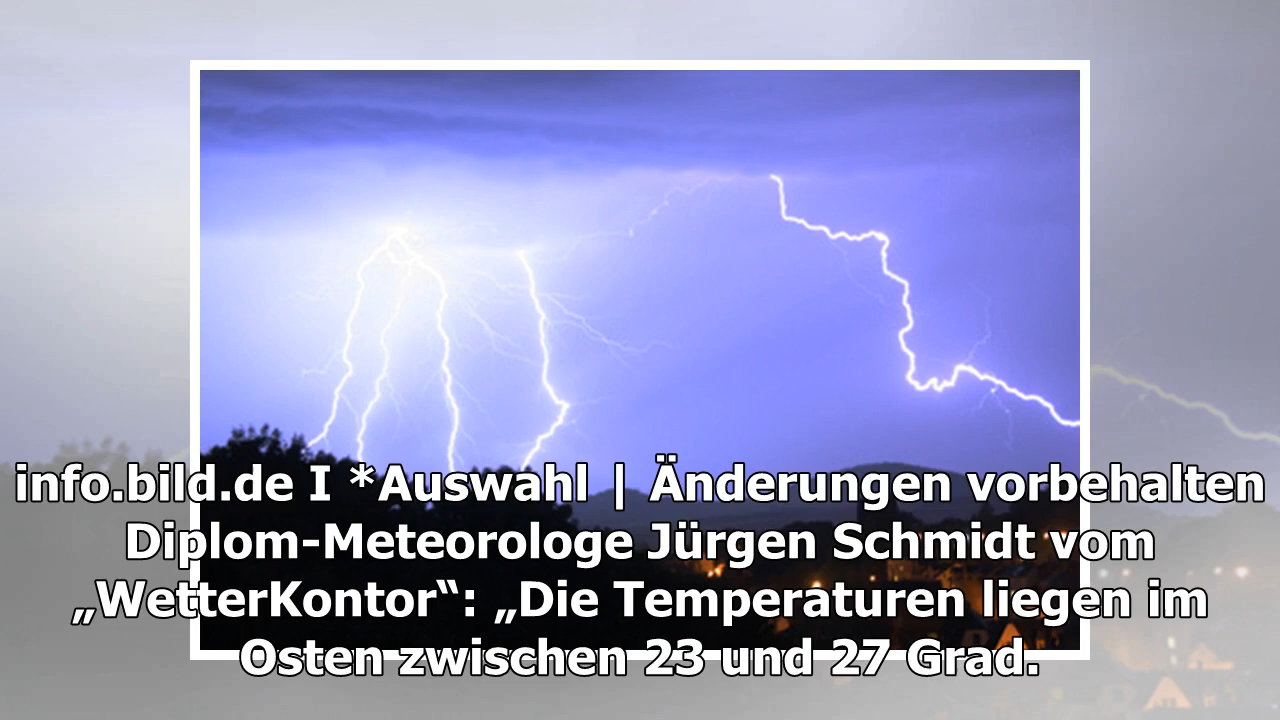 info.bild.de I *Auswahl | Änderungen vorbehalten
Diplom-Meteorologe Jürgen Schmidt vom
„WetterKontor“: „Die Temperaturen liegen im
Osten zwischen 23 und 27 Grad.